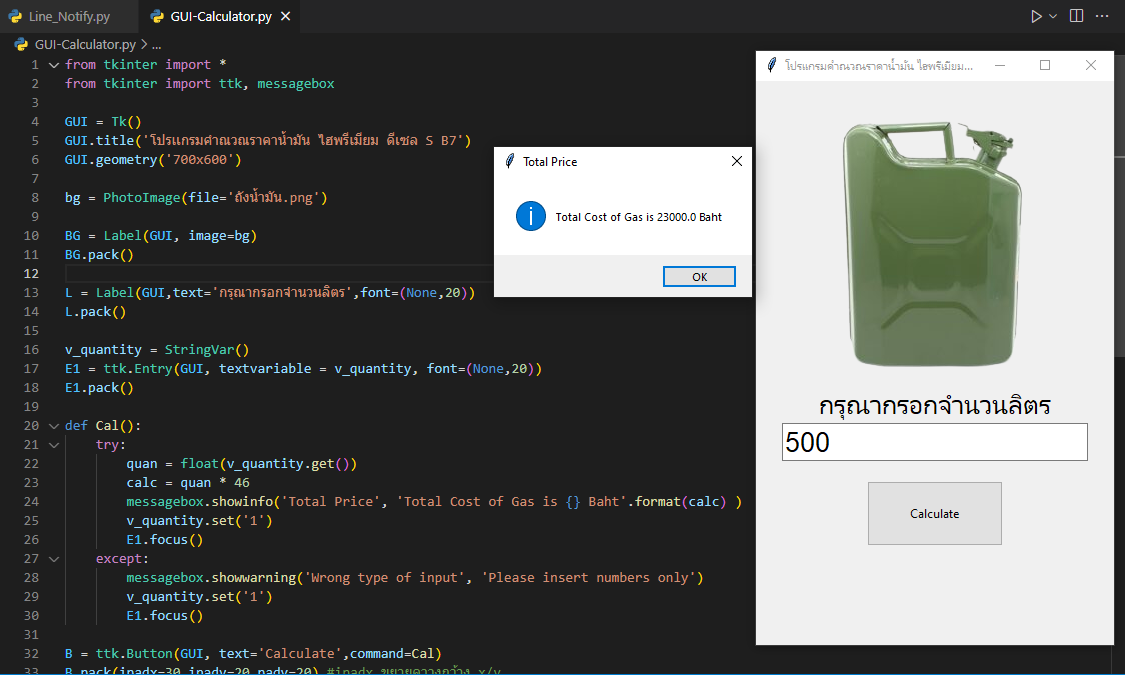 Line_Notify.py
GUI-Calculator.py
GUI-Calculator.py > ...
1 from tkinter import *
2 from tkinter import ttk, messagebox
3
4 GUI = Tk()
5 GUI.title('โปรแกรมคำณวณราคาน้ำมัน ไฮพรีเมียม ดีเซล S B7')
6 GUI.geometry('700x600')
7
8 bg = PhotoImage(file='ถังน้ำมัน.png')
9
10 BG = Label(GUI, image=bg)
11 BG.pack()
12
13 L = Label(GUI,text='กรุณากรอกจำนวนลิตร',font=(None,20))
14 L.pack()
15
16 v_quantity = StringVar()
17 E1 = ttk.Entry(GUI, textvariable = v_quantity, font=(None,20))
18 E1.pack()
19
20 def Cal():
21 try:
22 quan = float(v_quantity.get())
23 calc = quan * 46
24 messagebox.showinfo('Total Price', 'Total Cost of Gas is {} Baht'.format(calc) )
25 v_quantity.set('1')
26 E1.focus()
27 except:
28 messagebox.showwarning('Wrong type of input', 'Please insert numbers only')
29 v_quantity.set('1')
30 E1.focus()
31
32 B = ttk.Button(GUI, text='Calculate',command=Cal)
33 B.pack(ipadx=30,ipady=20,pady=20) #ipadx ขยายความกว้าง x/y
Total Price
Total Cost of Gas is 23000.0 Baht
OK
โปรแกรมคำณวณราคาน้ำมัน ไฮพรีเมียม...
กรุณากรอกจำนวนลิตร
500
Calculate